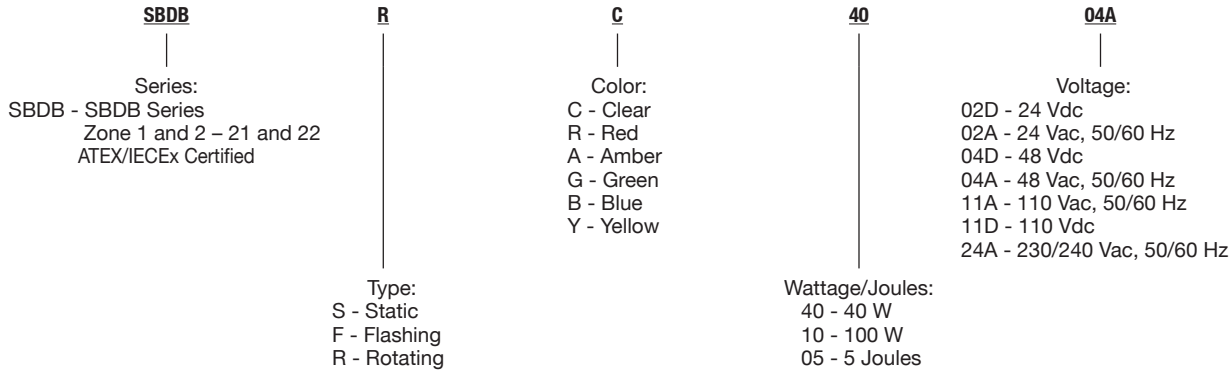 SBDB R C 40 04A
Series:
SBDB - SBDB Series
Zone 1 and 2 – 21 and 22
ATEX/IECEx Certified
Color:
C - Clear
R - Red
A - Amber
G - Green
B - Blue
Y - Yellow
Voltage:
02D - 24 Vdc
02A - 24 Vac, 50/60 Hz
04D - 48 Vdc
04A - 48 Vac, 50/60 Hz
11A - 110 Vac, 50/60 Hz
11D - 110 Vdc
24A - 230/240 Vac, 50/60 Hz
Type:
S - Static
F - Flashing
R - Rotating
Wattage/Joules:
40 - 40 W
10 - 100 W
05 - 5 Joules